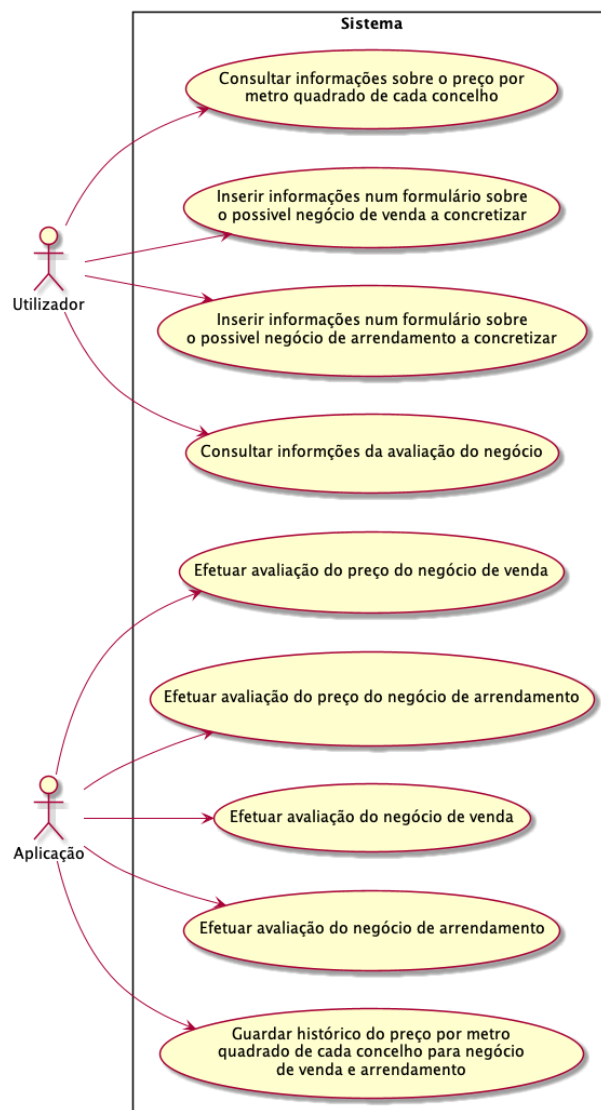 Sistema
Consultar informações sobre o preço por
metro quadrado de cada concelho
Inserir informações num formulário sobre
o possivel negócio de venda a concretizar
Utilizador
Inserir informações num formulário sobre
o possivel negócio de arrendamento a concretizar
Consultar informções da avaliação do negócio
Efetuar avaliação do preço do negócio de venda
Efetuar avaliação do preço do negócio de arrendamento
Efetuar avaliação do negócio de venda
Aplicação
Efetuar avaliação do negócio de arrendamento
Guardar histórico do preço por metro
quadrado de cada concelho para negócio
de venda e arrendamento